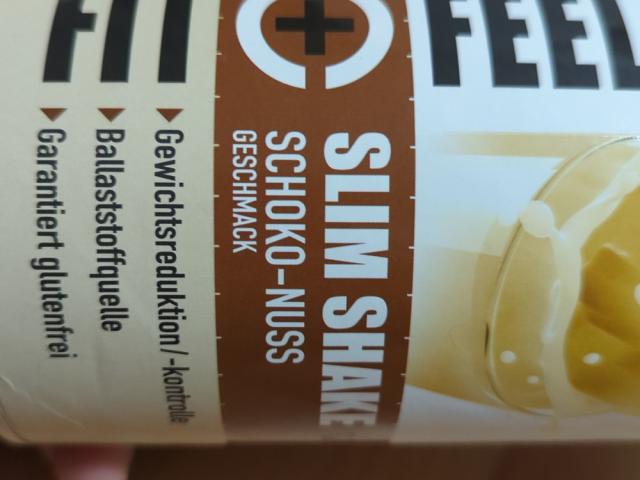 FEEL
FIT
SLIM SHAKE
SCHOKO-NUSS
GESCHMACK
Gewichtsreduktion/-kontrolle
Ballaststoffquelle
Garantiert glutenfrei